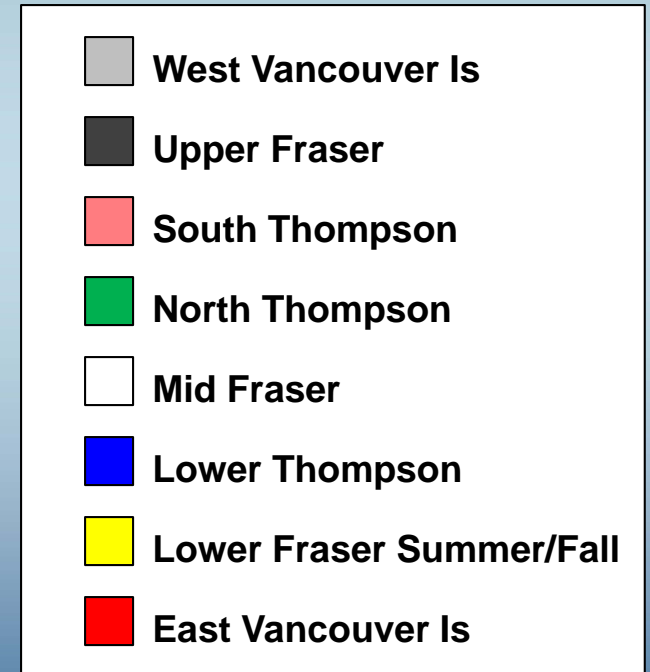 West Vancouver Is
Upper Fraser
South Thompson
North Thompson
Mid Fraser
Lower Thompson
Lower Fraser Summer/Fall
East Vancouver Is